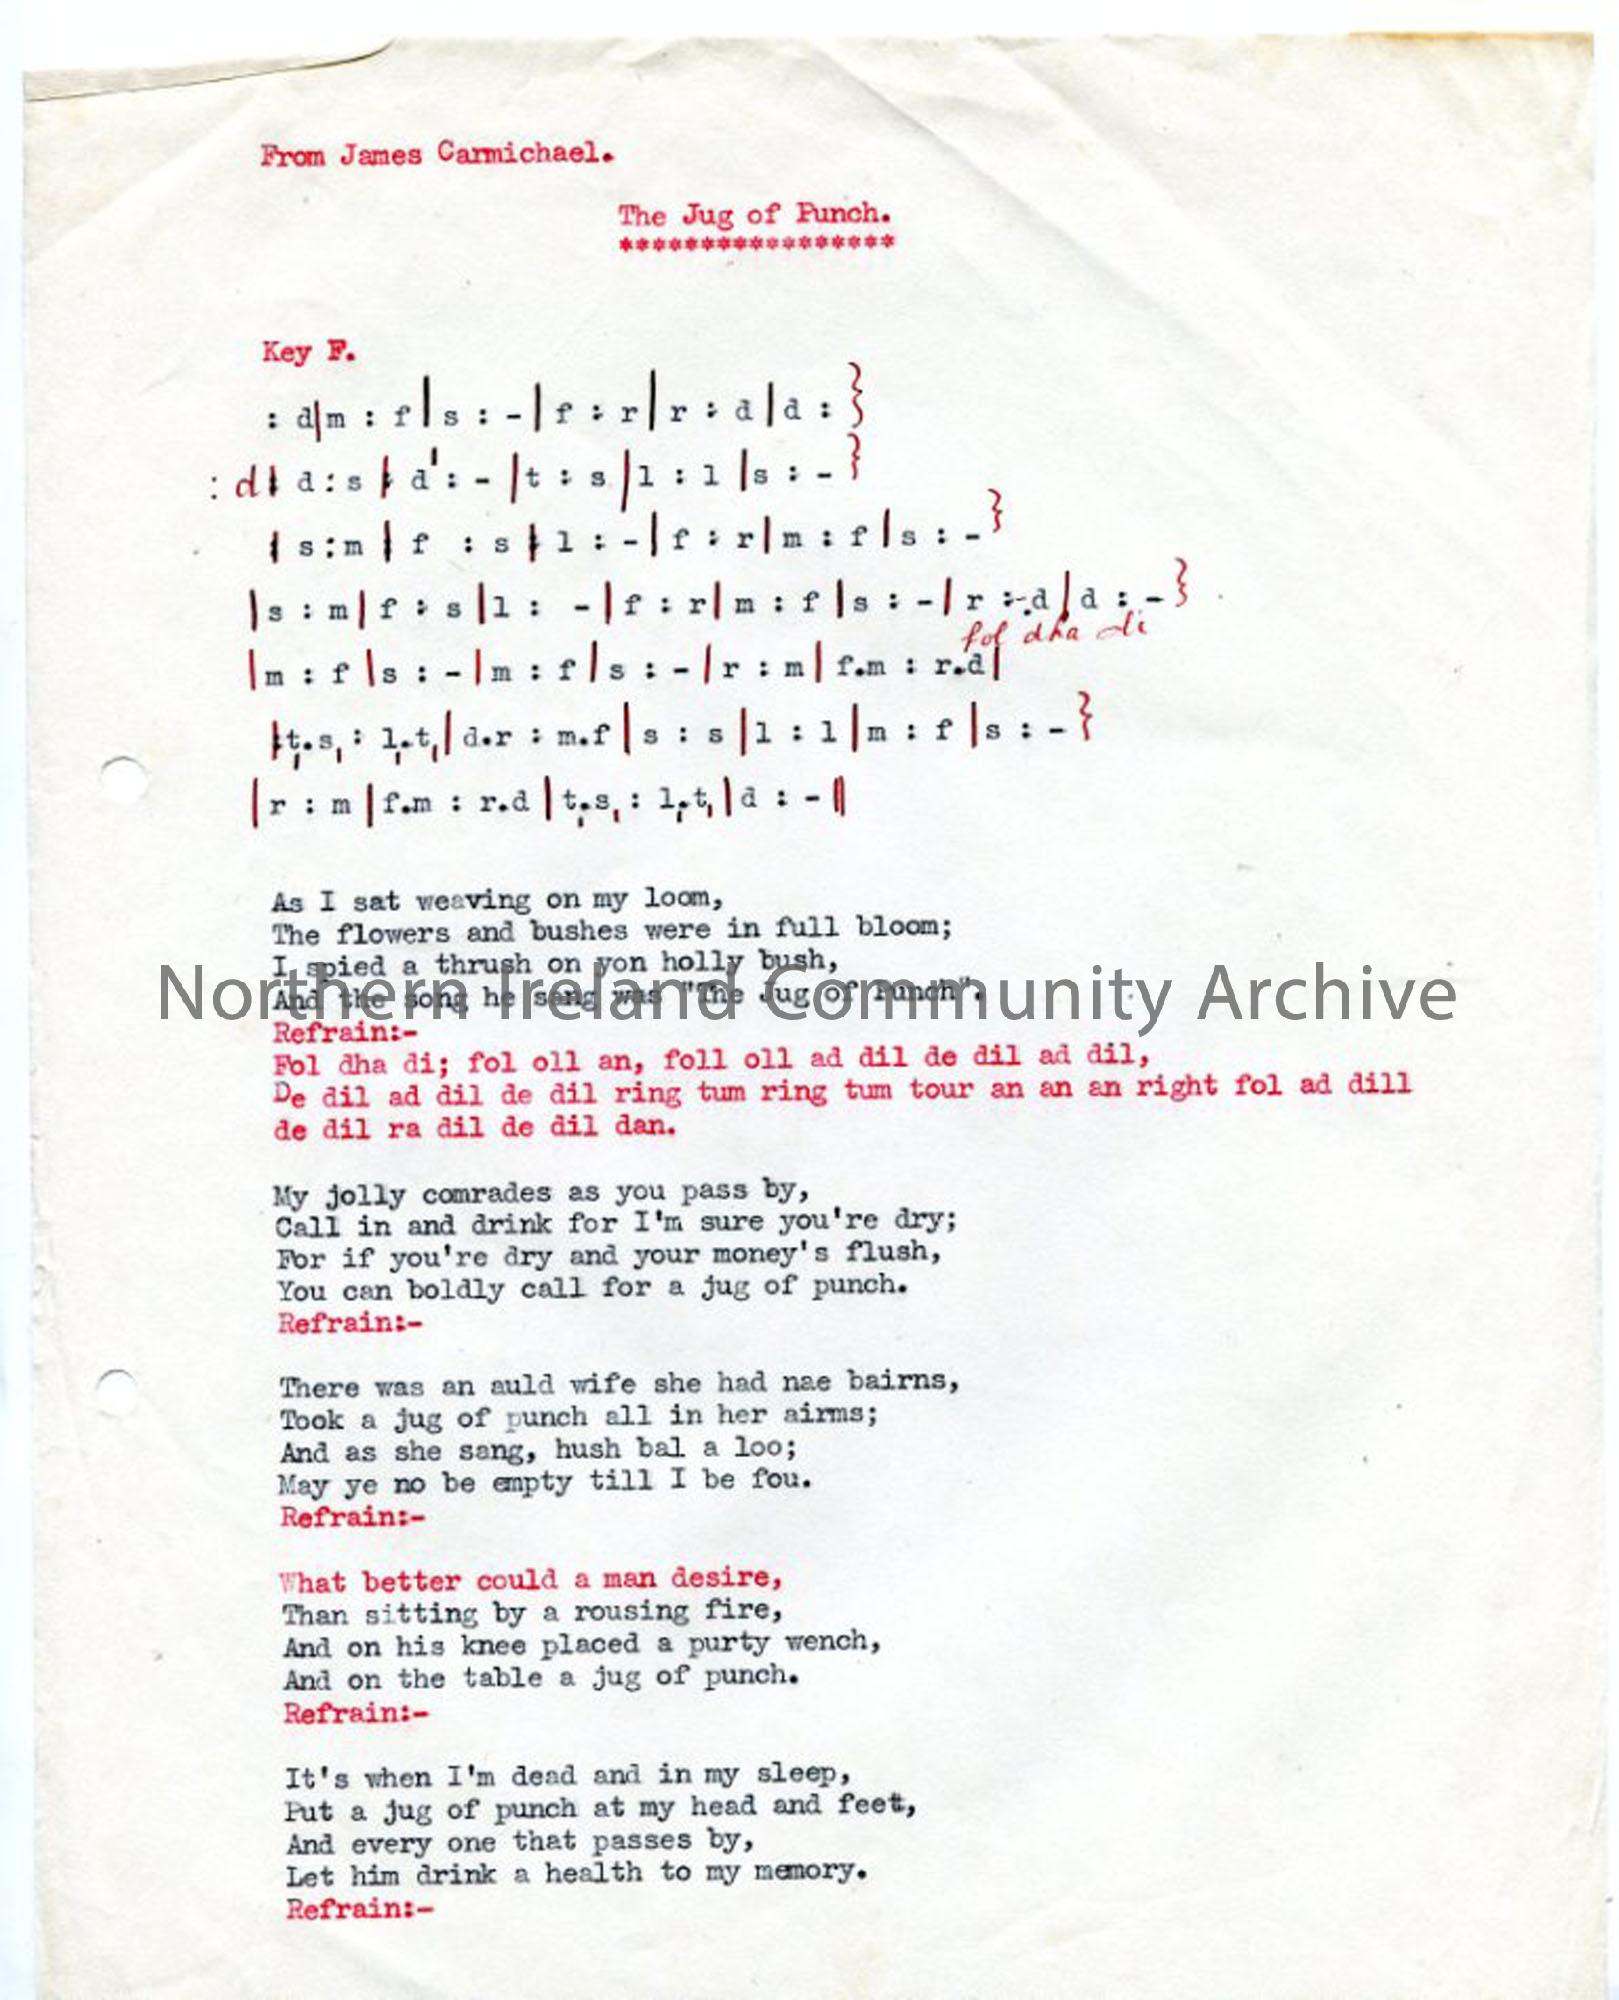 From James Carmichael.
The Jug of Punch.
*****************
Key F.
: d|m : f|s : -|f : r|r : d|d : }
: d| d:s | d' : - |t : s |l : l |s : - }
| s:m | f : s | l : - | f : r|m : f |s : - }
|s : m|f : s|l : - |f : r|m : f |s : -| r :-.d |d : - }
fol dha di
|m : f |s : -|m : f|s : -|r : m| f.m : r.d|
|t,.s, : l,.t,| d.r : m.f | s : s |l : l |m : f |s : - }
|r : m |f.m : r.d |t,.s, : l,.t, |d : - ||
As I sat weaving on my loom,
The flowers and bushes were in full bloom;
I spied a thrush on yon holly bush,
And the song he sang was "The Jug of Punch".
Northern Ireland Community Archive
Refrain:-
Fol dha di; fol oll an, foll oll ad dil de dil ad dil,
De dil ad dil de dil ring tum ring tum tour an an an right fol ad dill
de dil ra dil de dil dan.
My jolly comrades as you pass by,
Call in and drink for I'm sure you're dry;
For if you're dry and your money's flush,
You can boldly call for a jug of punch.
Refrain:-
There was an auld wife she had nae bairns,
Took a jug of punch all in her airms;
And as she sang, hush bal a loo;
May ye no be empty till I be fou.
Refrain:-
What better could a man desire,
Than sitting by a rousing fire,
And on his knee placed a purty wench,
And on the table a jug of punch.
Refrain:-
It's when I'm dead and in my sleep,
Put a jug of punch at my head and feet,
And every one that passes by,
Let him drink a health to my memory.
Refrain:-